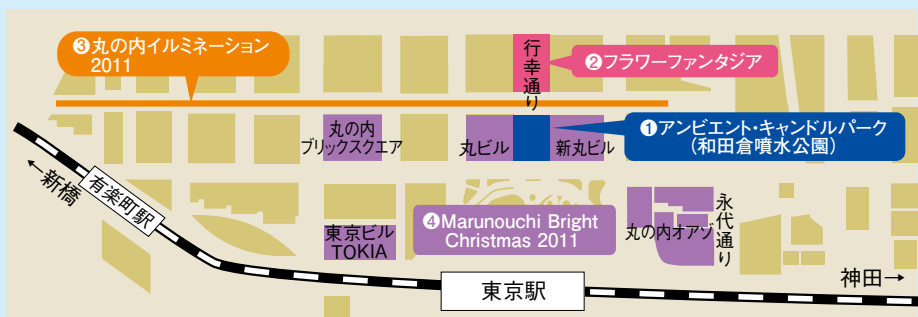 ❸丸の内イルミネーション
2011
行幸通り
❷フラワーファンタジア
丸の内
ブリックスクエア
丸ビル
新丸ビル
❶アンビエント・キャンドルパーク
(和田倉噴水公園)
←新橋
有楽町駅
東京ビル
TOKIA
❹Marunouchi Bright
Christmas 2011
丸の内オアゾ
永代通り
東京駅
神田→